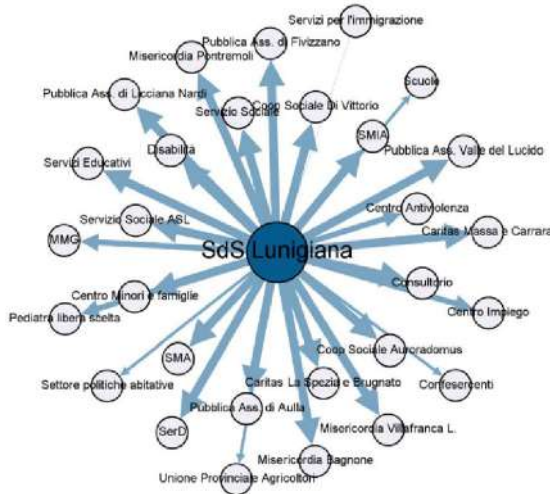 Servizi per l'immigrazione
Pubblica Ass. di Fivizzano
Misericordia Pontremoli
Scuole
Pubblica Ass. di Licciana Nardi
Servizio Sociale
Coop Sociale Di Vittorio
SMIA
Disabilità
Pubblica Ass. Valle del Lucido
Servizi Educativi
Centro Antiviolenza
Servizio Sociale ASL
Caritas Massa e Carrara
MMG
SdS Lunigiana
Consultorio
Centro Minori e famiglie
Centro Impiego
Pediatra libera scelta
Coop Sociale Auroradomus
SMA
Settore politiche abitative
Caritas La Spezia e Brugnato
Confesercenti
Pubblica Ass. di Aulla
SerD
Misericordia Villafranca L.
Misericordia Bagnone
Unione Provinciale Agricoltori